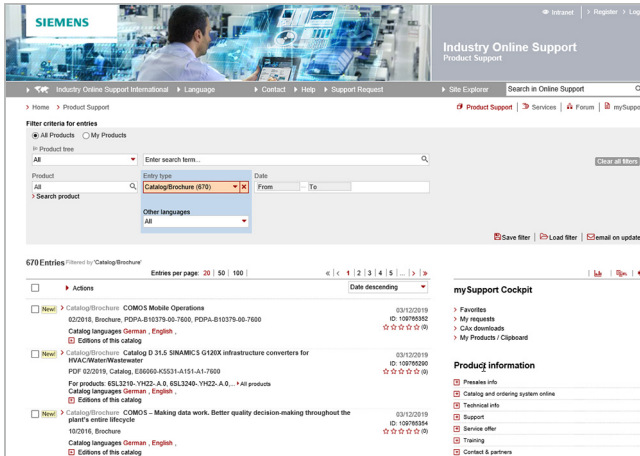 SIEMENS
Intranet > Register > Log
Industry Online Support
Product Support
Industry Online Support International Language Contact Help Support Request Site Explorer Search in Online Support
> Home > Product Support Product Support Services Forum mySuppo
Filter criteria for entries
All Products My Products
Product tree
All Enter search term... Clear all filters
Product Entry type Date
All Catalog/Brochure (670) From - To
> Search product
Other languages
All
Save filter | Load filter | email on update
670 Entries Filtered by 'Catalog/Brochure'
Entries per page: 20 | 50 | 100 | « | < 1 | 2 | 3 | 4 | 5 | ... | > | »
Actions Date descending
mySupport Cockpit
New! > Catalog/Brochure COMOS Mobile Operations 03/12/2019
02/2018, Brochure, PDPA-B10379-00-7600, PDPA-B10379-00-7600 ID: 109765352
Catalog languages German , English , (0)
Editions of this catalog
> Favorites
> My requests
> CAx downloads
> My Products / Clipboard
New! > Catalog/Brochure Catalog D 31.5 SINAMICS G120X infrastructure converters for
HVAC/Water/Wastewater 03/12/2019
PDF 02/2019, Catalog, E86060-K5531-A151-A1-7600 ID: 109765290
(0)
For products: 6SL3210-.YH22-.A.0, 6SL3240-.YH22-.A.0,... All products
Catalog languages German , English ,
Editions of this catalog
Product information
Presales info
Catalog and ordering system online
Technical info
Support
Service offer
Training
Contact & partners
New! > Catalog/Brochure COMOS – Making data work. Better quality decision-making throughout the
plant's entire lifecycle 03/12/2019
10/2016, Brochure ID: 109765354
(0)
Catalog languages German , English ,
Editions of this catalog